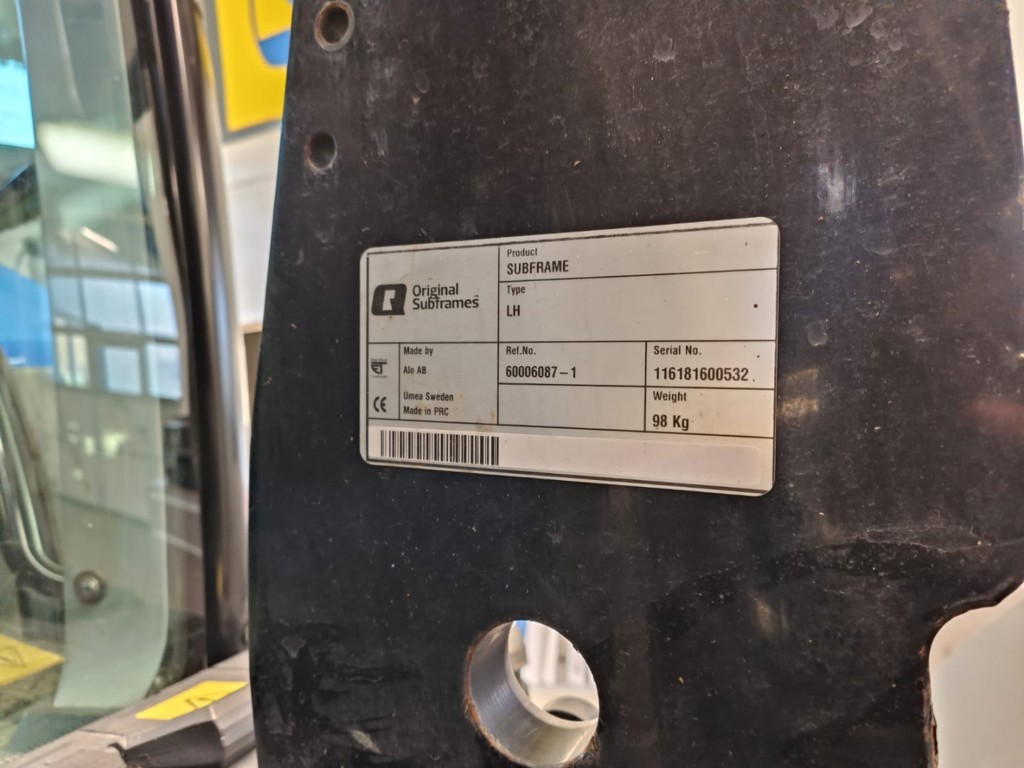 Original
Subframes
Product
SUBFRAME
Type
LH
Made by
Alo AB
Umea Sweden
Made in PRC
CE
Ref.No.
60006087-1
Serial No.
116181600532
Weight
98 Kg